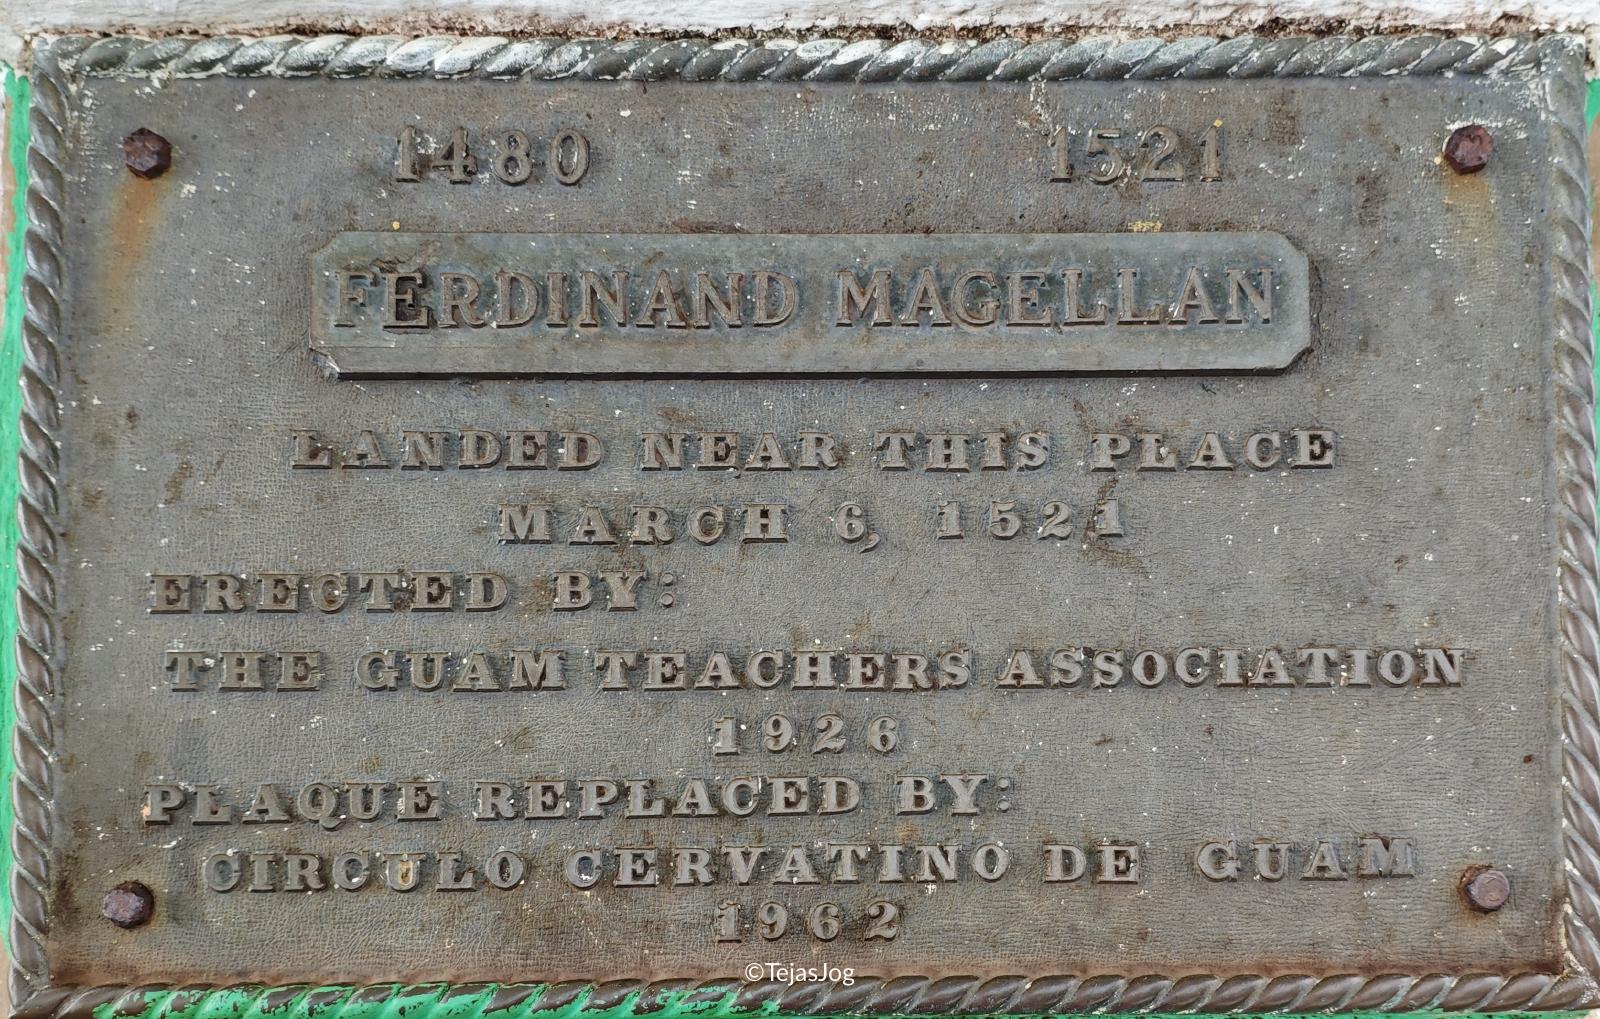 1480 1521
FERDINAND MAGELLAN
LANDED NEAR THIS PLACE
MARCH 6, 1521
ERECTED BY:
THE GUAM TEACHERS ASSOCIATION
1926
PLAQUE REPLACED BY:
CIRCULO CERVATINO DE GUAM
1962
©TejasJog